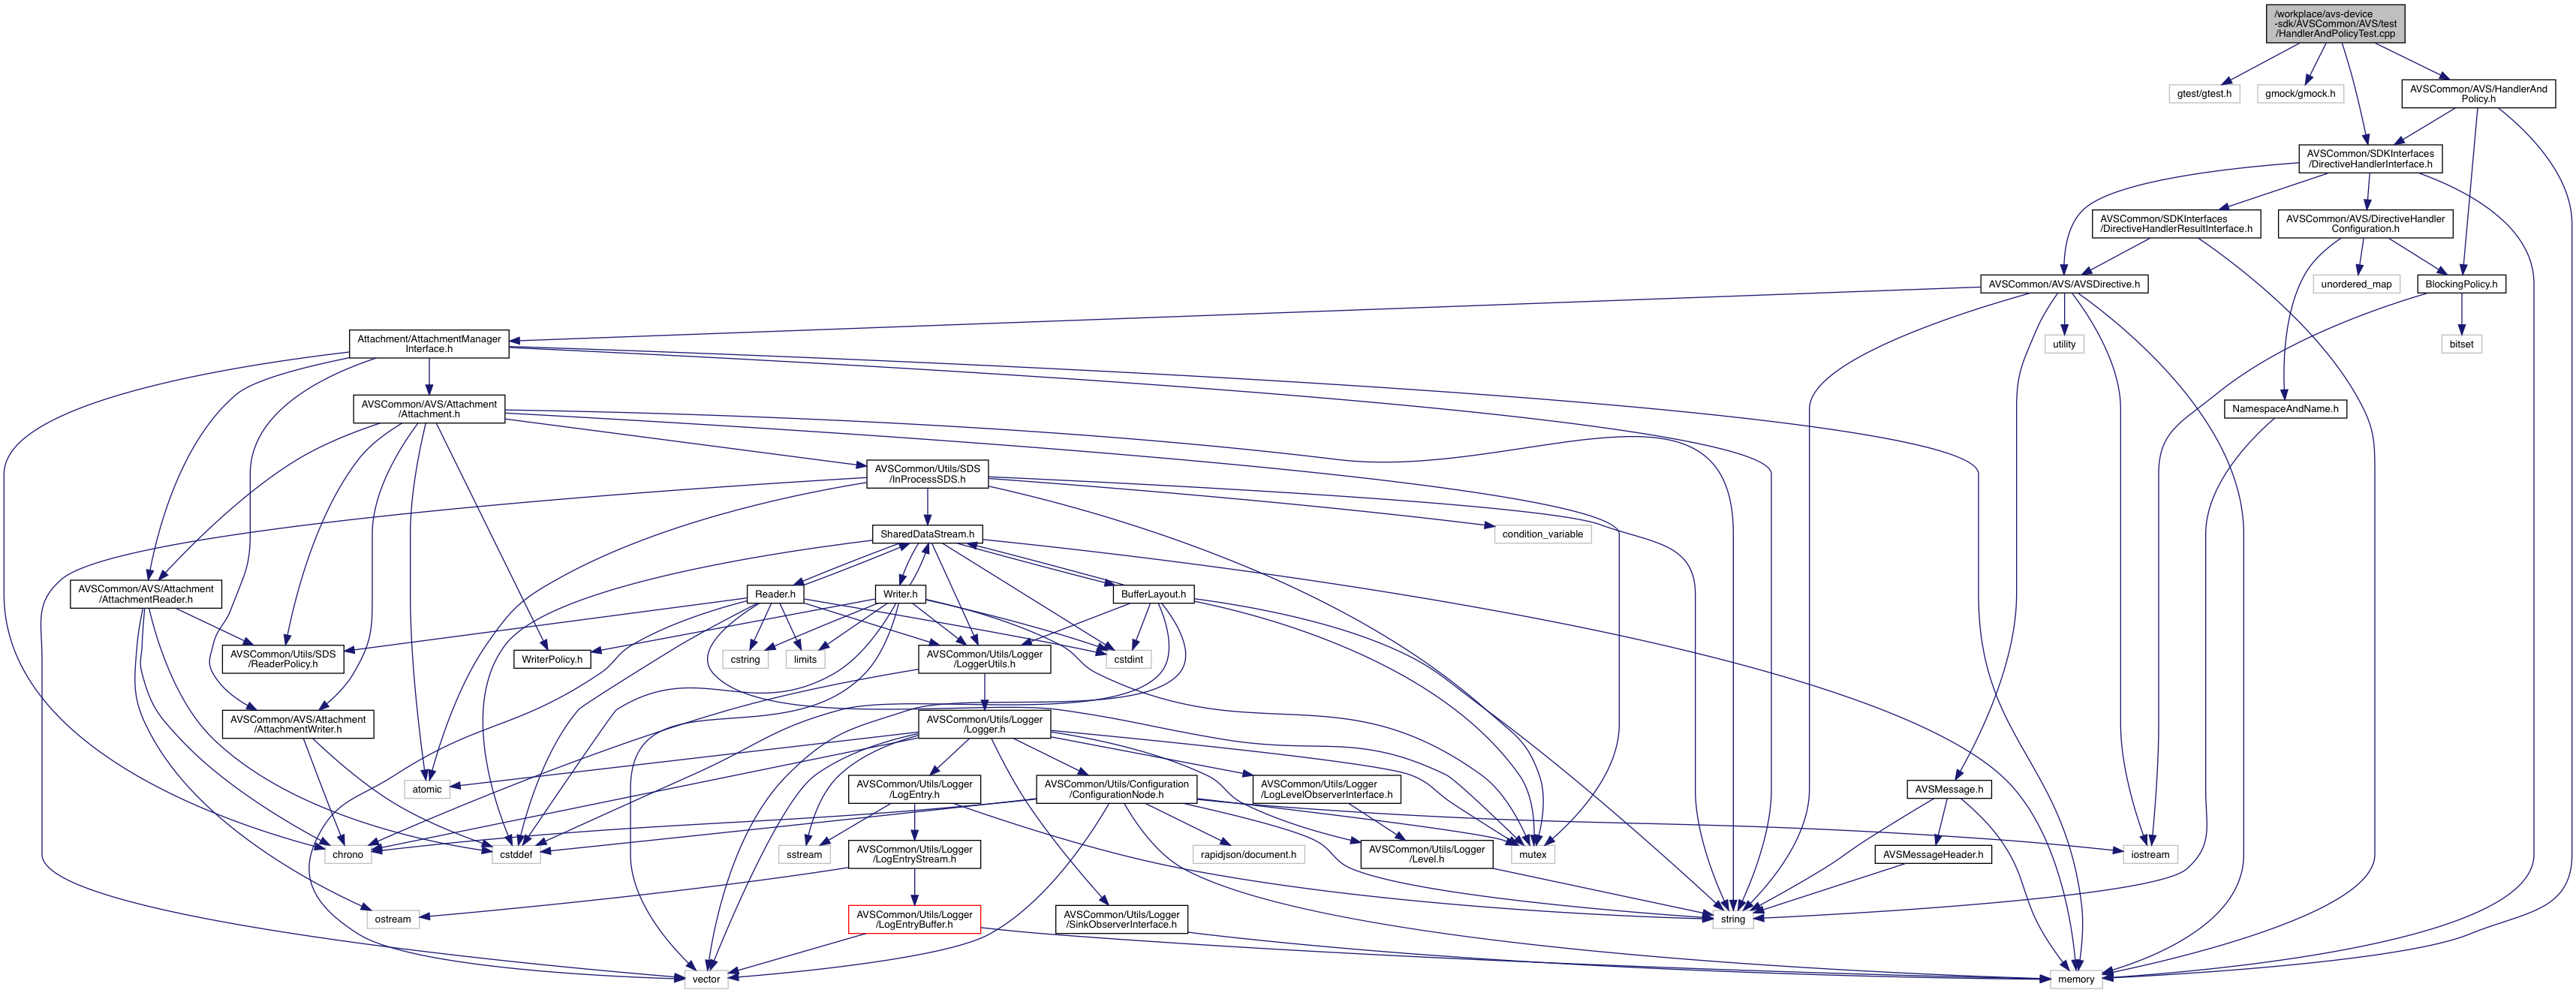 /workplace/avs-device
-sdk/AVSCommon/AVS/test
/HandlerAndPolicyTest.cpp
gtest/gtest.h
gmock/gmock.h
AVSCommon/AVS/HandlerAnd
Policy.h
AVSCommon/SDKInterfaces
/DirectiveHandlerInterface.h
AVSCommon/SDKInterfaces
/DirectiveHandlerResultInterface.h
AVSCommon/AVS/DirectiveHandler
Configuration.h
AVSCommon/AVS/AVSDirective.h
unordered_map
BlockingPolicy.h
Attachment/AttachmentManager
Interface.h
utility
bitset
AVSCommon/AVS/Attachment
/Attachment.h
NamespaceAndName.h
AVSCommon/Utils/SDS
/InProcessSDS.h
SharedDataStream.h
condition_variable
AVSCommon/AVS/Attachment
/AttachmentReader.h
Reader.h
Writer.h
BufferLayout.h
AVSCommon/Utils/SDS
/ReaderPolicy.h
WriterPolicy.h
cstring
limits
AVSCommon/Utils/Logger
/LoggerUtils.h
cstdint
AVSCommon/AVS/Attachment
/AttachmentWriter.h
AVSCommon/Utils/Logger
/Logger.h
atomic
AVSCommon/Utils/Logger
/LogEntry.h
AVSCommon/Utils/Configuration
/ConfigurationNode.h
AVSCommon/Utils/Logger
/LogLevelObserverInterface.h
AVSMessage.h
chrono
cstddef
sstream
AVSCommon/Utils/Logger
/LogEntryStream.h
rapidjson/document.h
AVSCommon/Utils/Logger
/Level.h
mutex
AVSMessageHeader.h
iostream
ostream
AVSCommon/Utils/Logger
/LogEntryBuffer.h
AVSCommon/Utils/Logger
/SinkObserverInterface.h
string
vector
memory